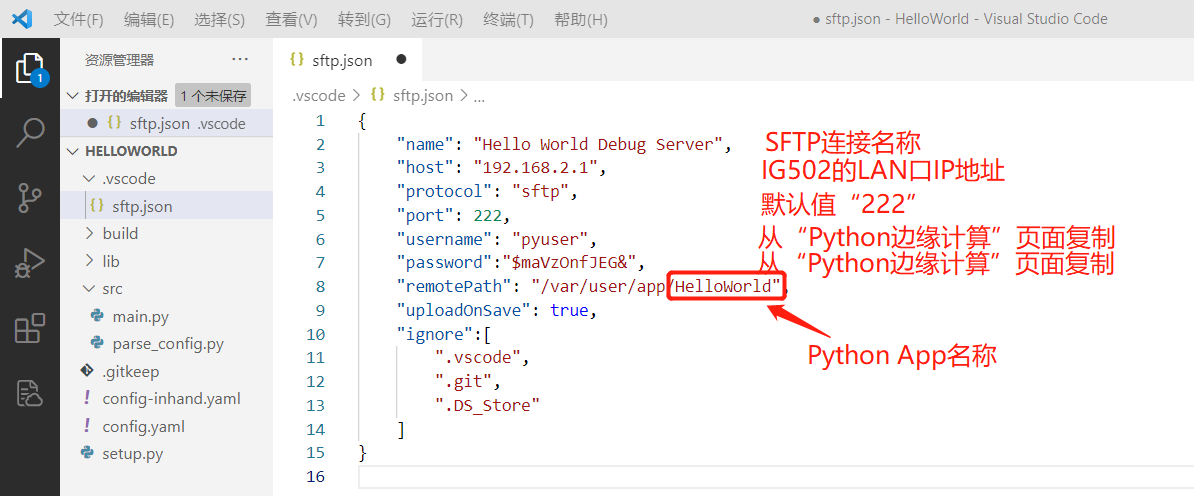 文件(F) 编辑(E) 选择(S) 查看(V) 转到(G) 运行(R) 终端(T) 帮助(H) ● sftp.json - HelloWorld - Visual Studio Code
资源管理器 ···
1
打开的编辑器 1 个未保存
● {} sftp.json .vscode
HELLOWORLD
.vscode
{} sftp.json
build
lib
src
main.py
parse_config.py
.gitkeep
! config-inhand.yaml
! config.yaml
setup.py
{} sftp.json ●
.vscode > {} sftp.json > ...
1 {
2 "name": "Hello World Debug Server", SFTP连接名称
3 "host": "192.168.2.1", IG502的LAN口IP地址
4 "protocol": "sftp",
5 "port": 222, 默认值“222”
6 "username": "pyuser", 从“Python边缘计算”页面复制
7 "password":"$maVzOnfJEG&", 从“Python边缘计算”页面复制
8 "remotePath": "/var/user/app/HelloWorld",
9 "uploadOnSave": true,
10 "ignore":[
11 ".vscode", Python App名称
12 ".git",
13 ".DS_Store"
14 ]
15 }
16